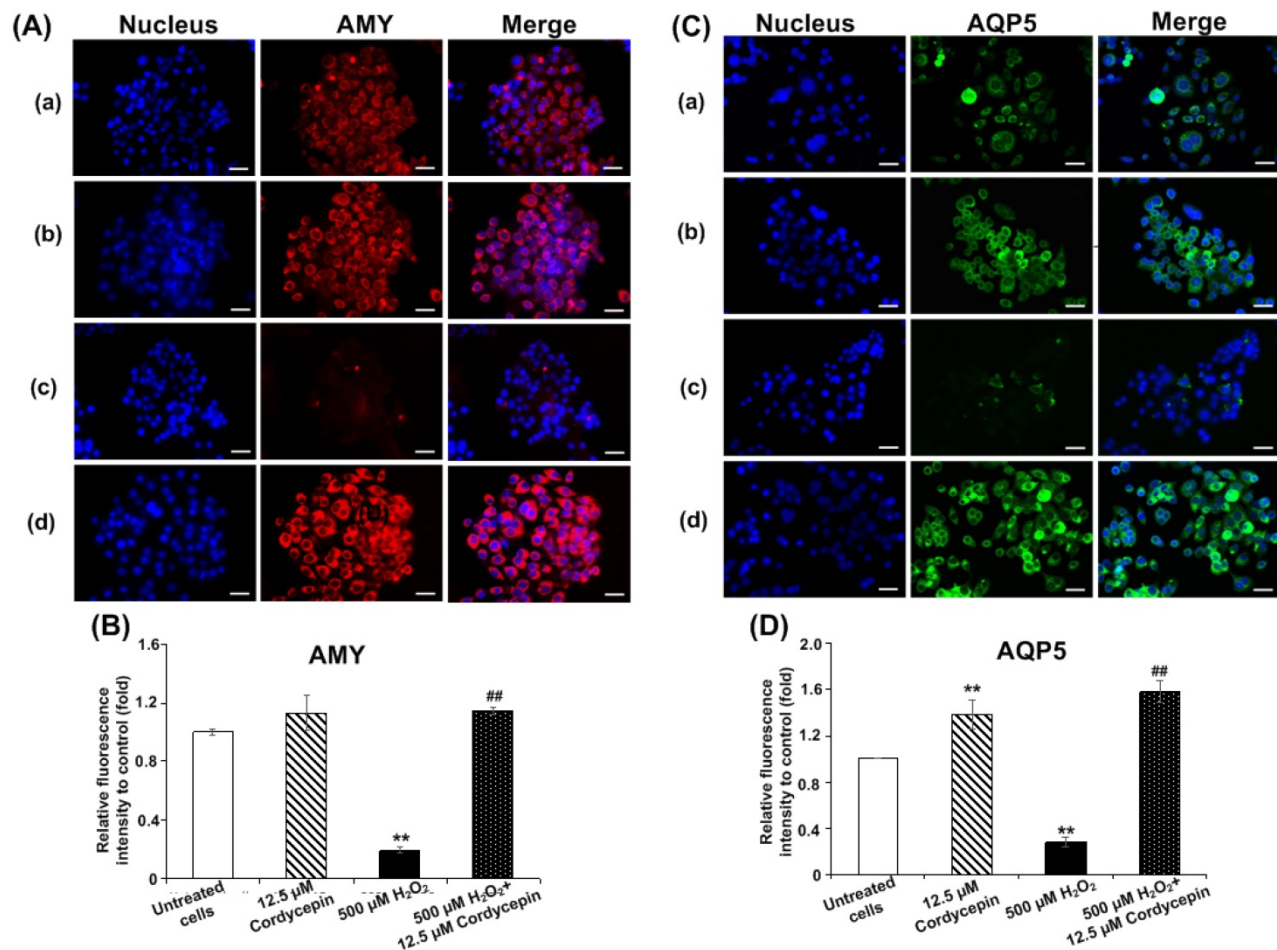 (A)
Nucleus AMY Merge
(a)
(b)
(c)
(d)
(B)
AMY
Relative fluorescence
intensity to control (fold)
1.6
1.2
0.8
0.4
0
**
##
Untreated
cells
12.5 µM
Cordycepin
500 µM H₂O₂
500 µM H₂O₂+
12.5 µM Cordycepin
(C)
Nucleus AQP5 Merge
(a)
(b)
(c)
(d)
(D)
AQP5
Relative fluorescence
intensity to control (fold)
2.0
1.6
1.2
0.8
0.4
0
**
**
##
Untreated
cells
12.5 µM
Cordycepin
500 µM H₂O₂
500 µM H₂O₂+
12.5 µM Cordycepin